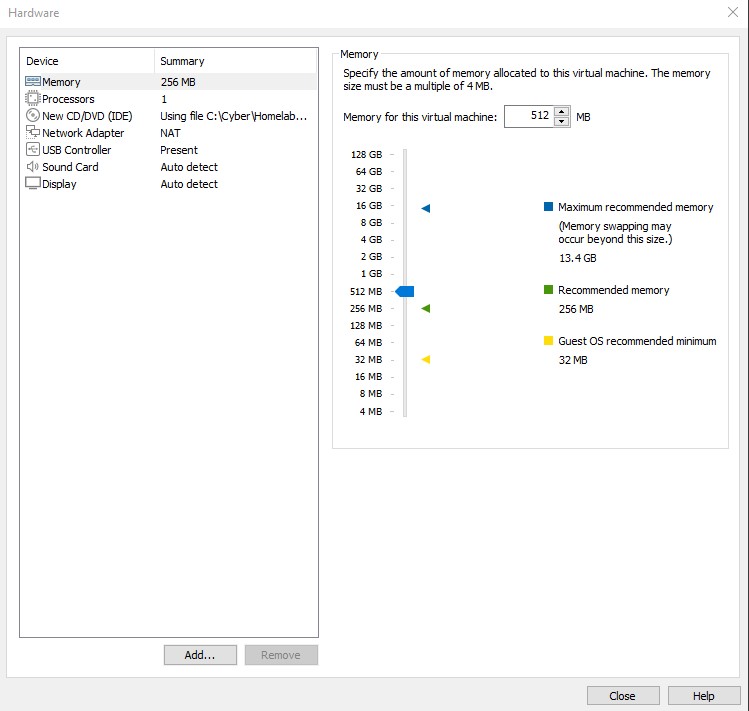 Hardware
Device Summary
Memory 256 MB
Processors 1
New CD/DVD (IDE) Using file C:\Cyber\Homelab...
Network Adapter NAT
USB Controller Present
Sound Card Auto detect
Display Auto detect
Add...
Remove
Memory
Specify the amount of memory allocated to this virtual machine. The memory
size must be a multiple of 4 MB.
Memory for this virtual machine: 512 MB
128 GB
64 GB
32 GB
16 GB
8 GB
4 GB
2 GB
1 GB
512 MB
256 MB
128 MB
64 MB
32 MB
16 MB
8 MB
4 MB
Maximum recommended memory
(Memory swapping may
occur beyond this size.)
13.4 GB
Recommended memory
256 MB
Guest OS recommended minimum
32 MB
Close
Help